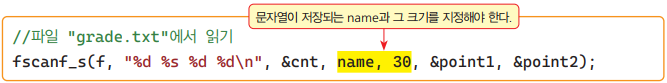 문자열이 저장되는 name과 그 크기를 지정해야 한다.
//파일 "grade.txt"에서 읽기
fscanf_s(f, "%d %s %d %d\n", &cnt, name, 30, &point1, &point2);